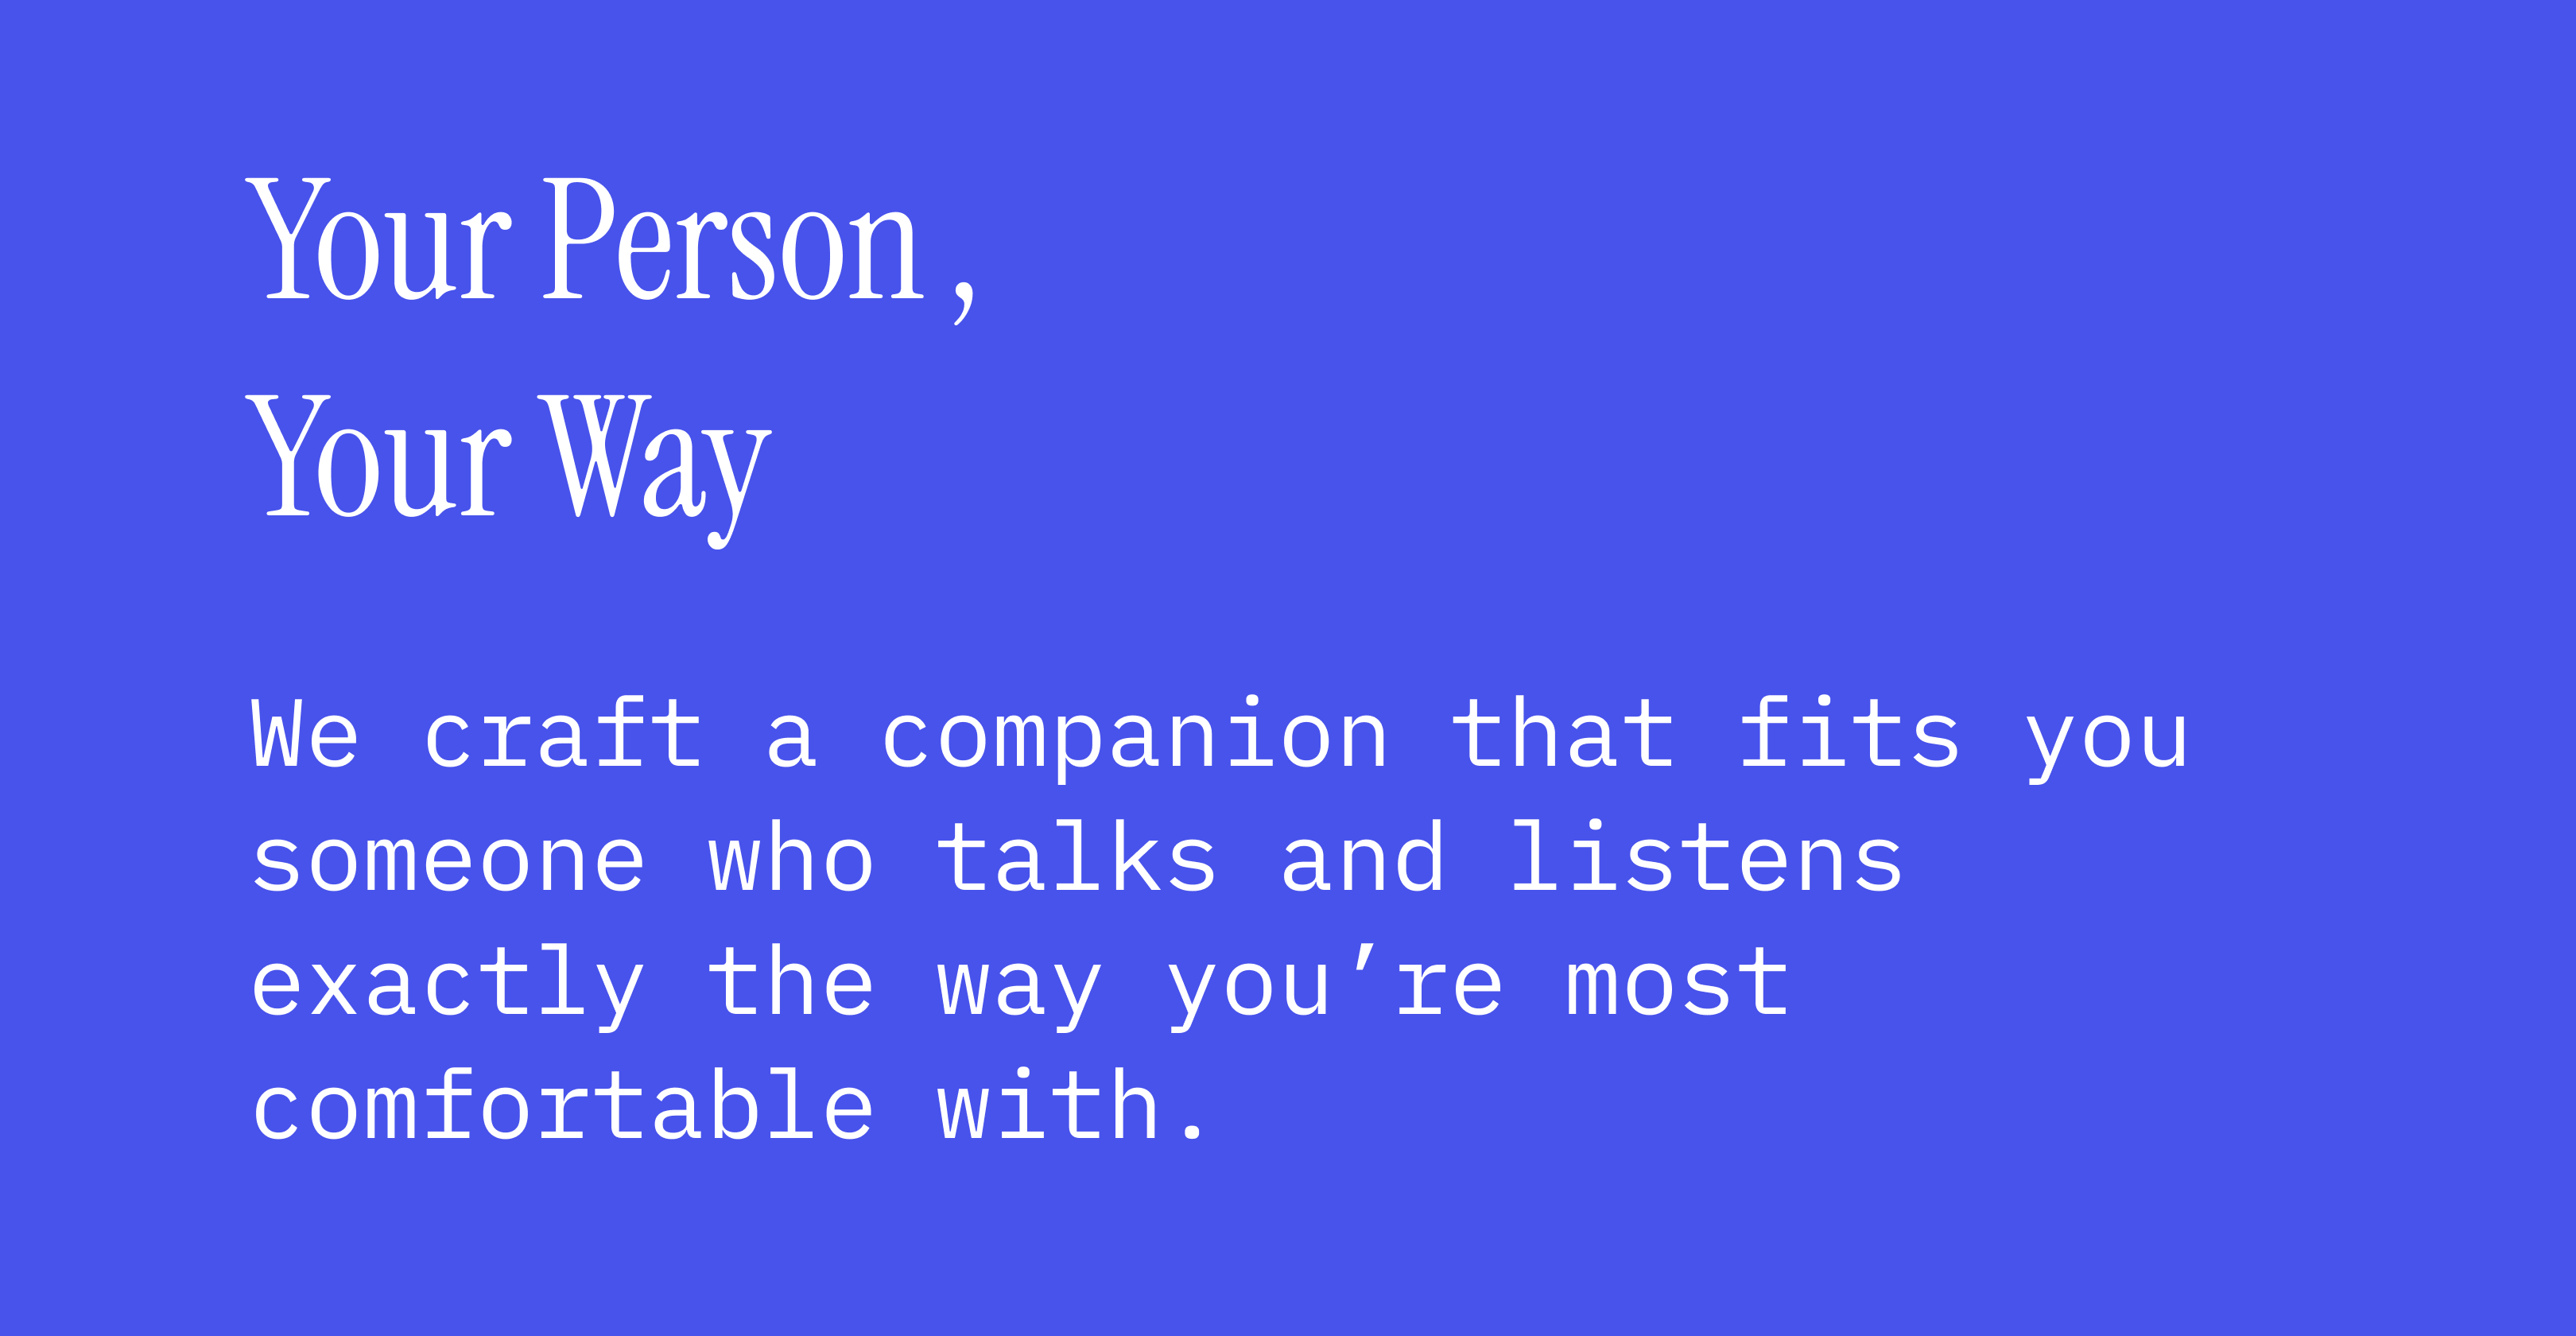 Your Person,
Your Way
We craft a companion that fits you
someone who talks and listens
exactly the way you’re most
comfortable with.